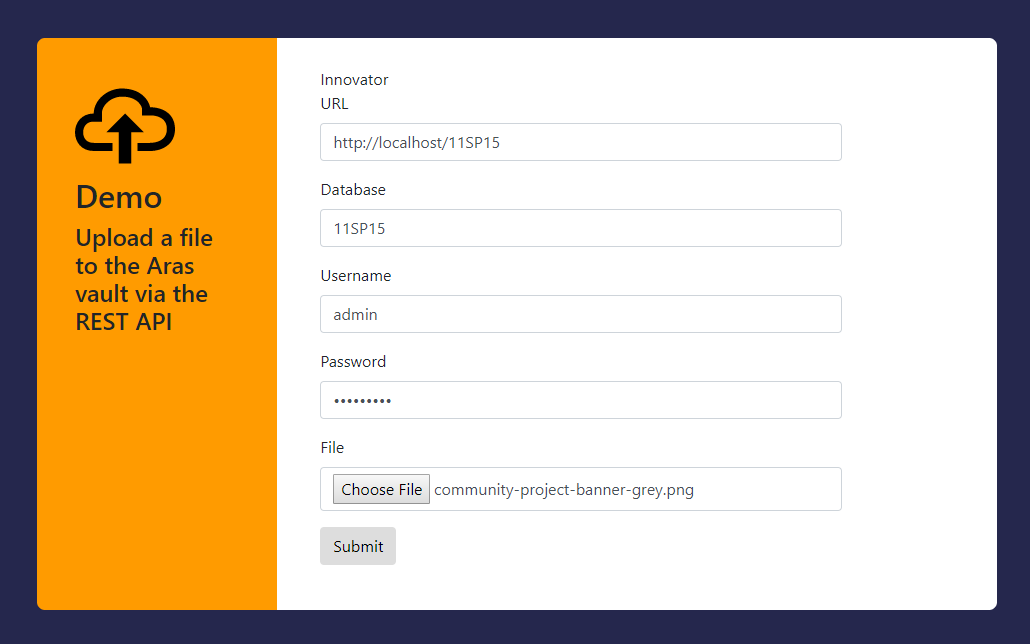 Demo
Upload a file
to the Aras
vault via the
REST API
Innovator
URL
http://localhost/11SP15
Database
11SP15
Username
admin
Password
•••••••••
File
Choose File community-project-banner-grey.png
Submit